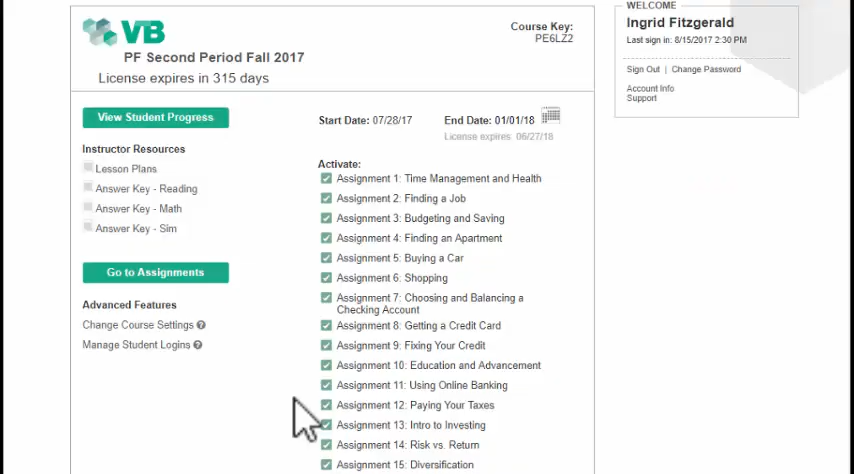 VB
Course Key:
PE6LZ2
PF Second Period Fall 2017
License expires in 315 days
WELCOME
Ingrid Fitzgerald
Last sign in: 8/15/2017 2:30 PM
Sign Out | Change Password
Account Info
Support
View Student Progress
Instructor Resources
Lesson Plans
Answer Key - Reading
Answer Key - Math
Answer Key - Sim
Go to Assignments
Advanced Features
Change Course Settings ?
Manage Student Logins ?
Start Date: 07/28/17
End Date: 01/01/18
License expires 06/27/18
Activate:
Assignment 1: Time Management and Health
Assignment 2: Finding a Job
Assignment 3: Budgeting and Saving
Assignment 4: Finding an Apartment
Assignment 5: Buying a Car
Assignment 6: Shopping
Assignment 7: Choosing and Balancing a
Checking Account
Assignment 8: Getting a Credit Card
Assignment 9: Fixing Your Credit
Assignment 10: Education and Advancement
Assignment 11: Using Online Banking
Assignment 12: Paying Your Taxes
Assignment 13: Intro to Investing
Assignment 14: Risk vs. Return
Assignment 15: Diversification